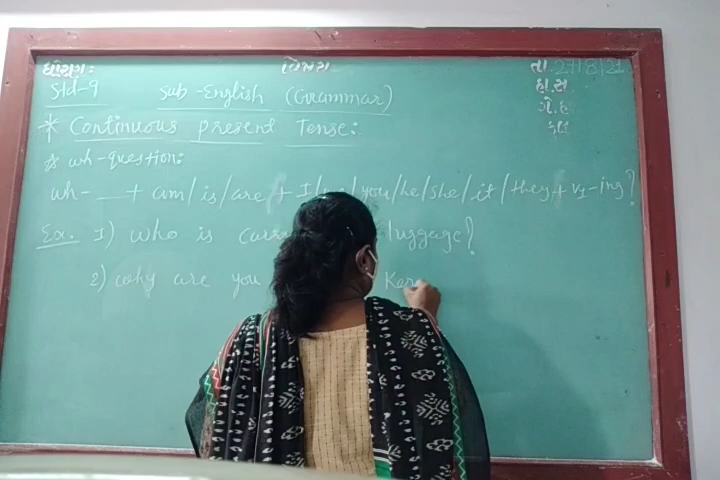 ધોરણ: વિષય તા. 27/8/21
Std-9 Sub-English (Grammar) હા.સં.
* Continuous present Tense: ગે.હ
* wh-question: કુલ
wh- __ + am/is/are + I/we/you/he/she/it/they + V1-ing?
Ex. 1) Who is luggage?
2) Why are you